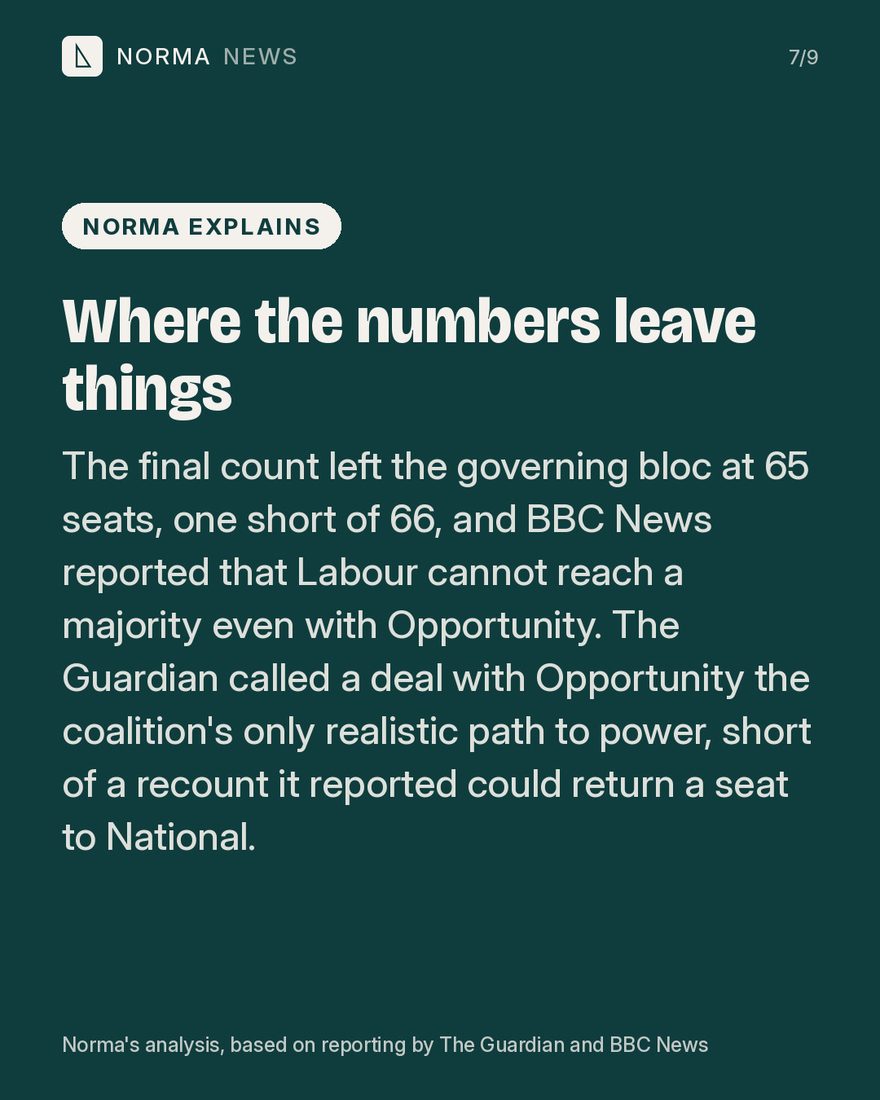 NORMA NEWS
7/9
NORMA EXPLAINS
Where the numbers leave
things
The final count left the governing bloc at 65
seats, one short of 66, and BBC News
reported that Labour cannot reach a
majority even with Opportunity. The
Guardian called a deal with Opportunity the
coalition's only realistic path to power, short
of a recount it reported could return a seat
to National.
Norma's analysis, based on reporting by The Guardian and BBC News